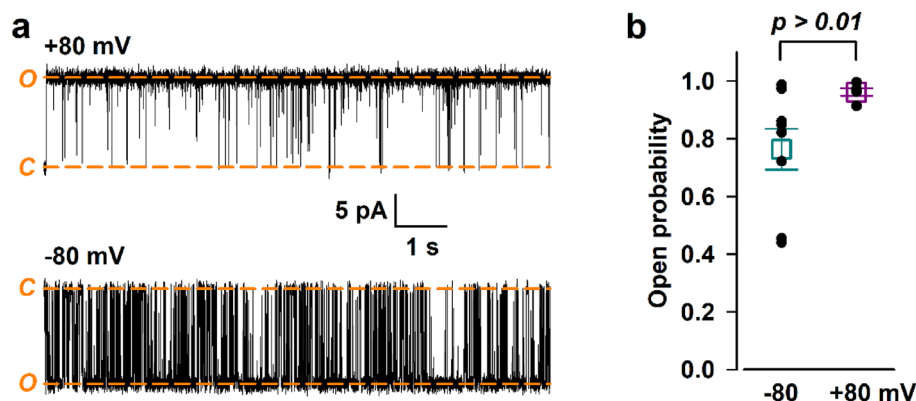 a
+80 mV
O
C
5 pA
1 s
-80 mV
C
O
b
p > 0.01
Open probability
1.0
0.8
0.6
0.4
0.2
0.0
-80 +80 mV